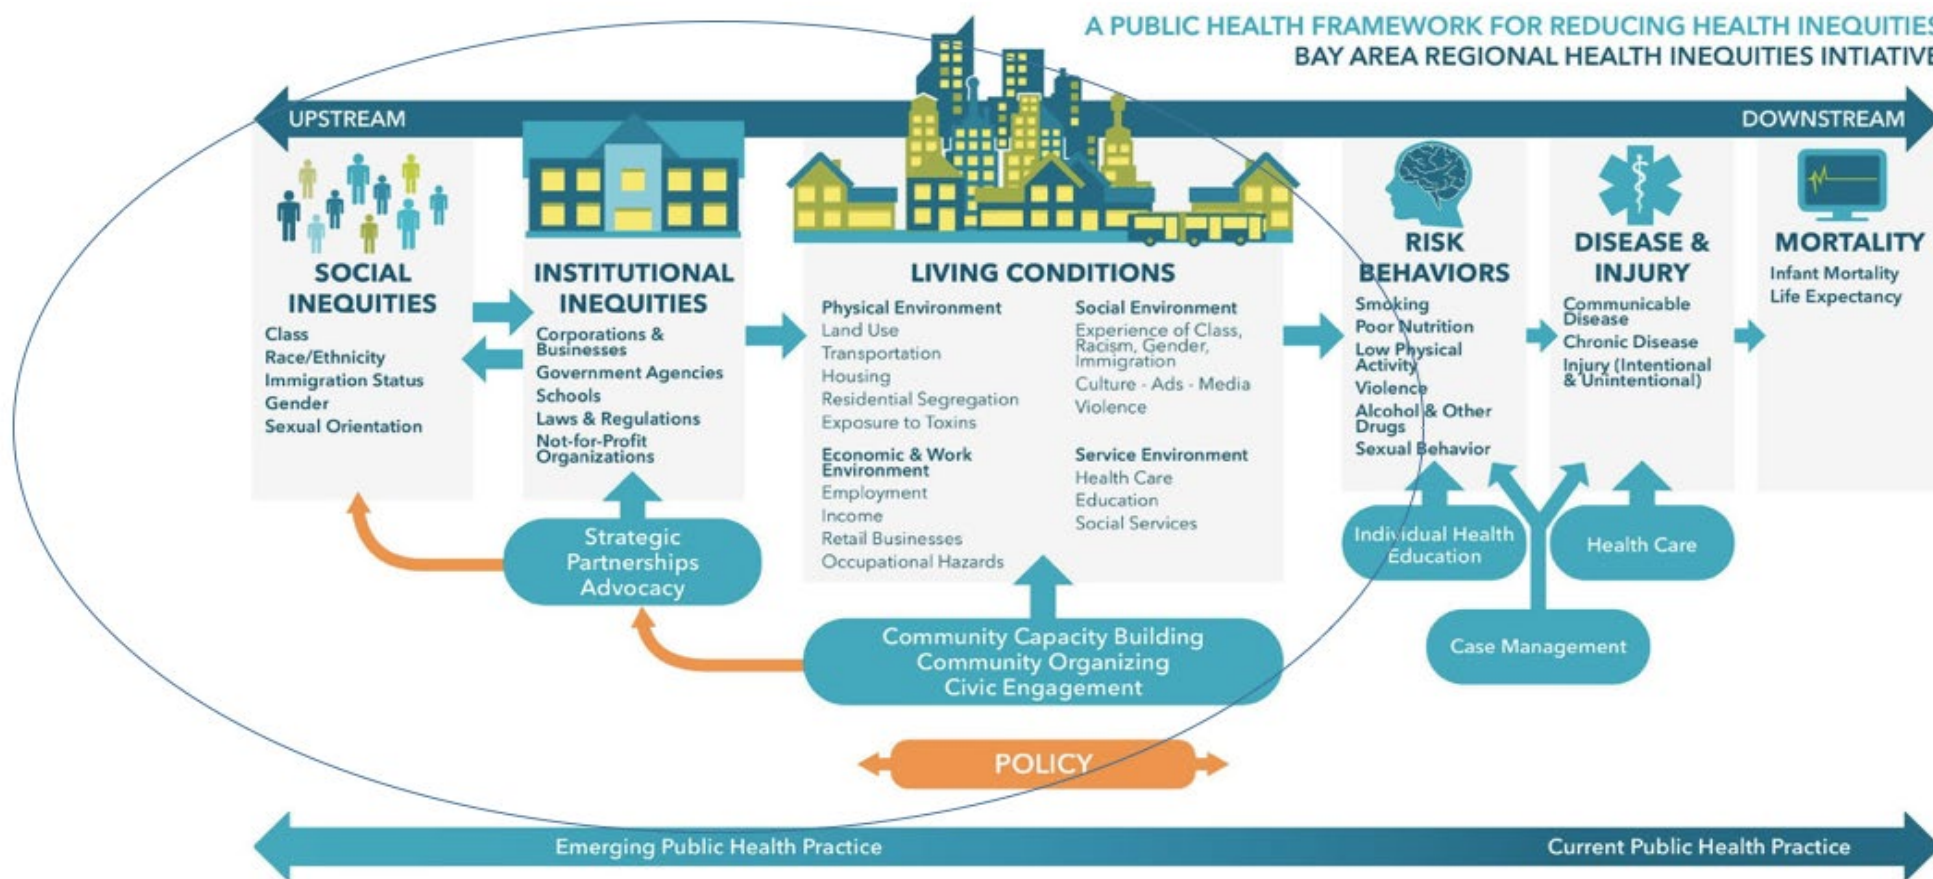 A PUBLIC HEALTH FRAMEWORK FOR REDUCING HEALTH INEQUITIES
BAY AREA REGIONAL HEALTH INEQUITIES INTIATIVE
UPSTREAM
DOWNSTREAM
SOCIAL
INEQUITIES
Class
Race/Ethnicity
Immigration Status
Gender
Sexual Orientation
INSTITUTIONAL
INEQUITIES
Corporations &
Businesses
Government Agencies
Schools
Laws & Regulations
Not-for-Profit
Organizations
LIVING CONDITIONS
Physical Environment
Land Use
Transportation
Housing
Residential Segregation
Exposure to Toxins
Economic & Work
Environment
Employment
Income
Retail Businesses
Occupational Hazards
Social Environment
Experience of Class,
Racism, Gender,
Immigration
Culture - Ads - Media
Violence
Service Environment
Health Care
Education
Social Services
RISK
BEHAVIORS
Smoking
Poor Nutrition
Low Physical
Activity
Violence
Alcohol & Other
Drugs
Sexual Behavior
DISEASE &
INJURY
Communicable
Disease
Chronic Disease
Injury (Intentional
& Unintentional)
MORTALITY
Infant Mortality
Life Expectancy
Strategic
Partnerships
Advocacy
Individual Health
Education
Health Care
Community Capacity Building
Community Organizing
Civic Engagement
Case Management
POLICY
Emerging Public Health Practice
Current Public Health Practice